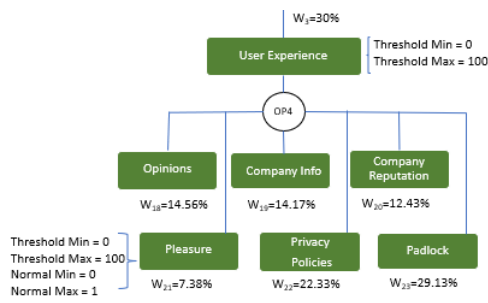 W₃=30%
User Experience
Threshold Min = 0
Threshold Max = 100
OP4
Opinions
Company Info
Company
Reputation
W₁₈=14.56%
W₁₉=14.17%
W₂₀=12.43%
Threshold Min = 0
Threshold Max = 100
Normal Min = 0
Normal Max = 1
Pleasure
Privacy
Policies
Padlock
W₂₁=7.38%
W₂₂=22.33%
W₂₃=29.13%